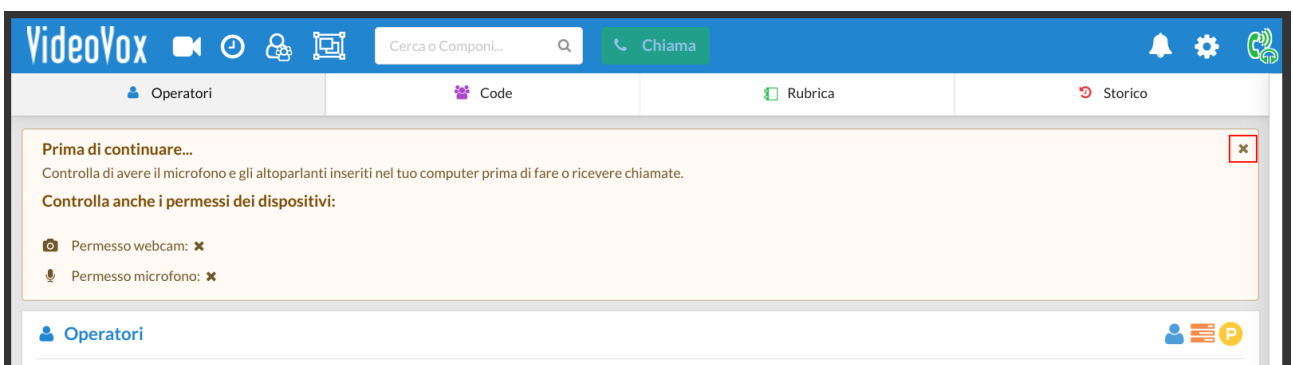 VideoVox
Cerca o Componi...
Chiama
Operatori
Code
Rubrica
Storico
Prima di continuare...
Controlla di avere il microfono e gli altoparlanti inseriti nel tuo computer prima di fare o ricevere chiamate.
Controlla anche i permessi dei dispositivi:
Permesso webcam: ✖
Permesso microfono: ✖
Operatori
P